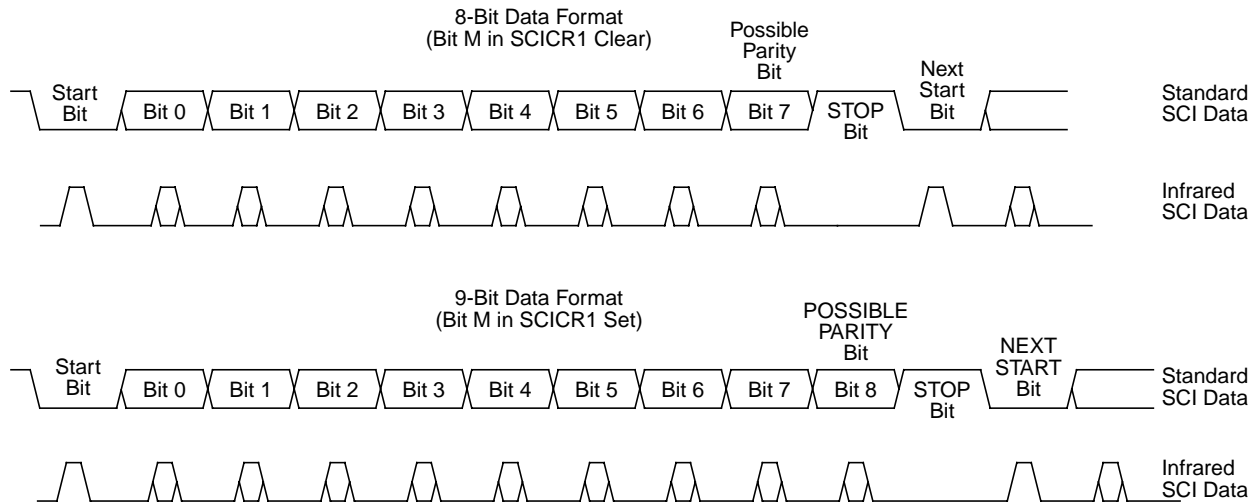 8-Bit Data Format
(Bit M in SCICR1 Clear)
Possible
Parity
Bit
Start
Bit
Bit 0
Bit 1
Bit 2
Bit 3
Bit 4
Bit 5
Bit 6
Bit 7
STOP
Bit
Next
Start
Bit
Standard
SCI Data
Infrared
SCI Data
9-Bit Data Format
(Bit M in SCICR1 Set)
POSSIBLE
PARITY
Bit
Start
Bit
Bit 0
Bit 1
Bit 2
Bit 3
Bit 4
Bit 5
Bit 6
Bit 7
Bit 8
STOP
Bit
NEXT
START
Bit
Standard
SCI Data
Infrared
SCI Data